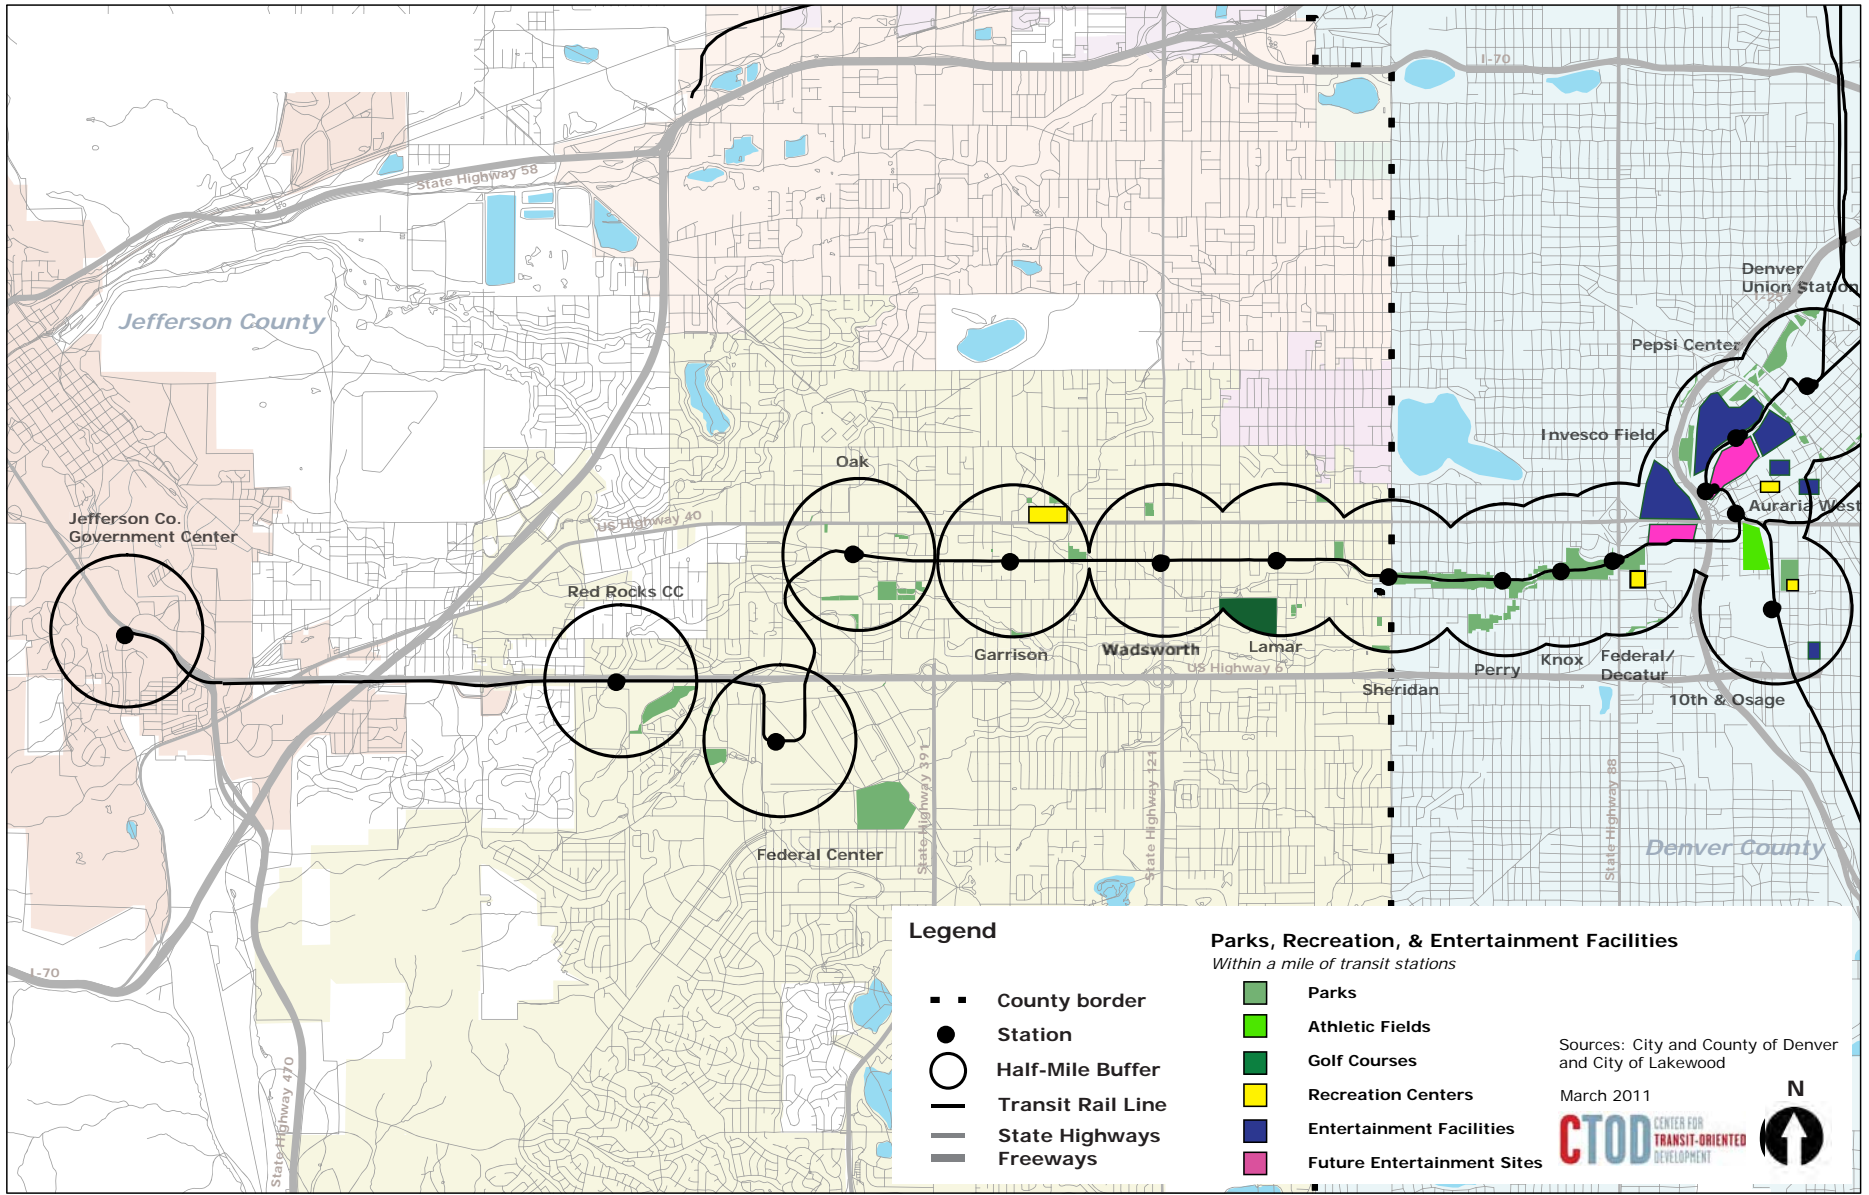 I-70
State Highway 58
Denver
Union Station
I-25
Jefferson County
Pepsi Center
Invesco Field
Oak
Auraria West
US Highway 40
Jefferson Co.
Government Center
Red Rocks CC
Garrison
Wadsworth
Lamar
US Highway 6
Perry
Knox
Federal/
Decatur
Sheridan
10th & Osage
State Highway 391
State Highway 121
State Highway 88
Federal Center
Denver County
I-70
State Highway 470
Legend
County border
Station
Half-Mile Buffer
Transit Rail Line
State Highways
Freeways
Parks, Recreation, & Entertainment Facilities
Within a mile of transit stations
Parks
Athletic Fields
Golf Courses
Recreation Centers
Entertainment Facilities
Future Entertainment Sites
Sources: City and County of Denver
and City of Lakewood
March 2011
N
CTOD
CENTER FOR
TRANSIT-ORIENTED
DEVELOPMENT